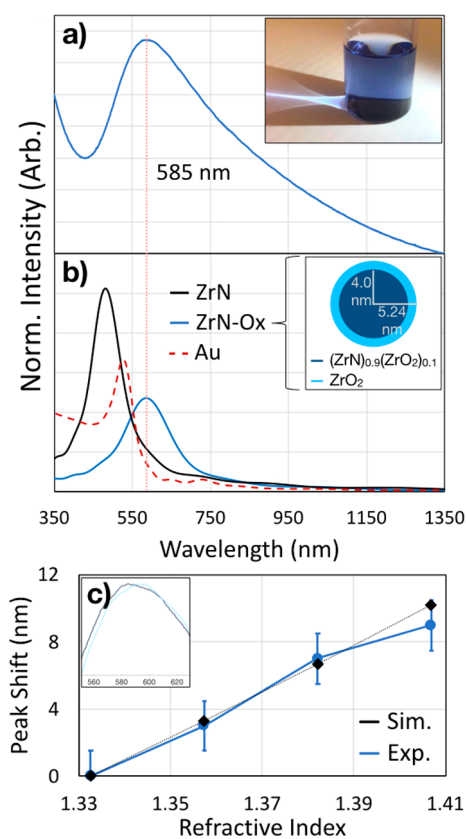 a)
585 nm
Norm. Intensity (Arb.)
b)
ZrN
ZrN-Ox
Au
4.0
nm
5.24
nm
(ZrN)₀.₉(ZrO₂)₀.₁
ZrO₂
350 550 750 950 1150 1350
Wavelength (nm)
c)
560 580 600 620
Peak Shift (nm)
12
8
4
0
Sim.
Exp.
1.33 1.35 1.37 1.39 1.41
Refractive Index